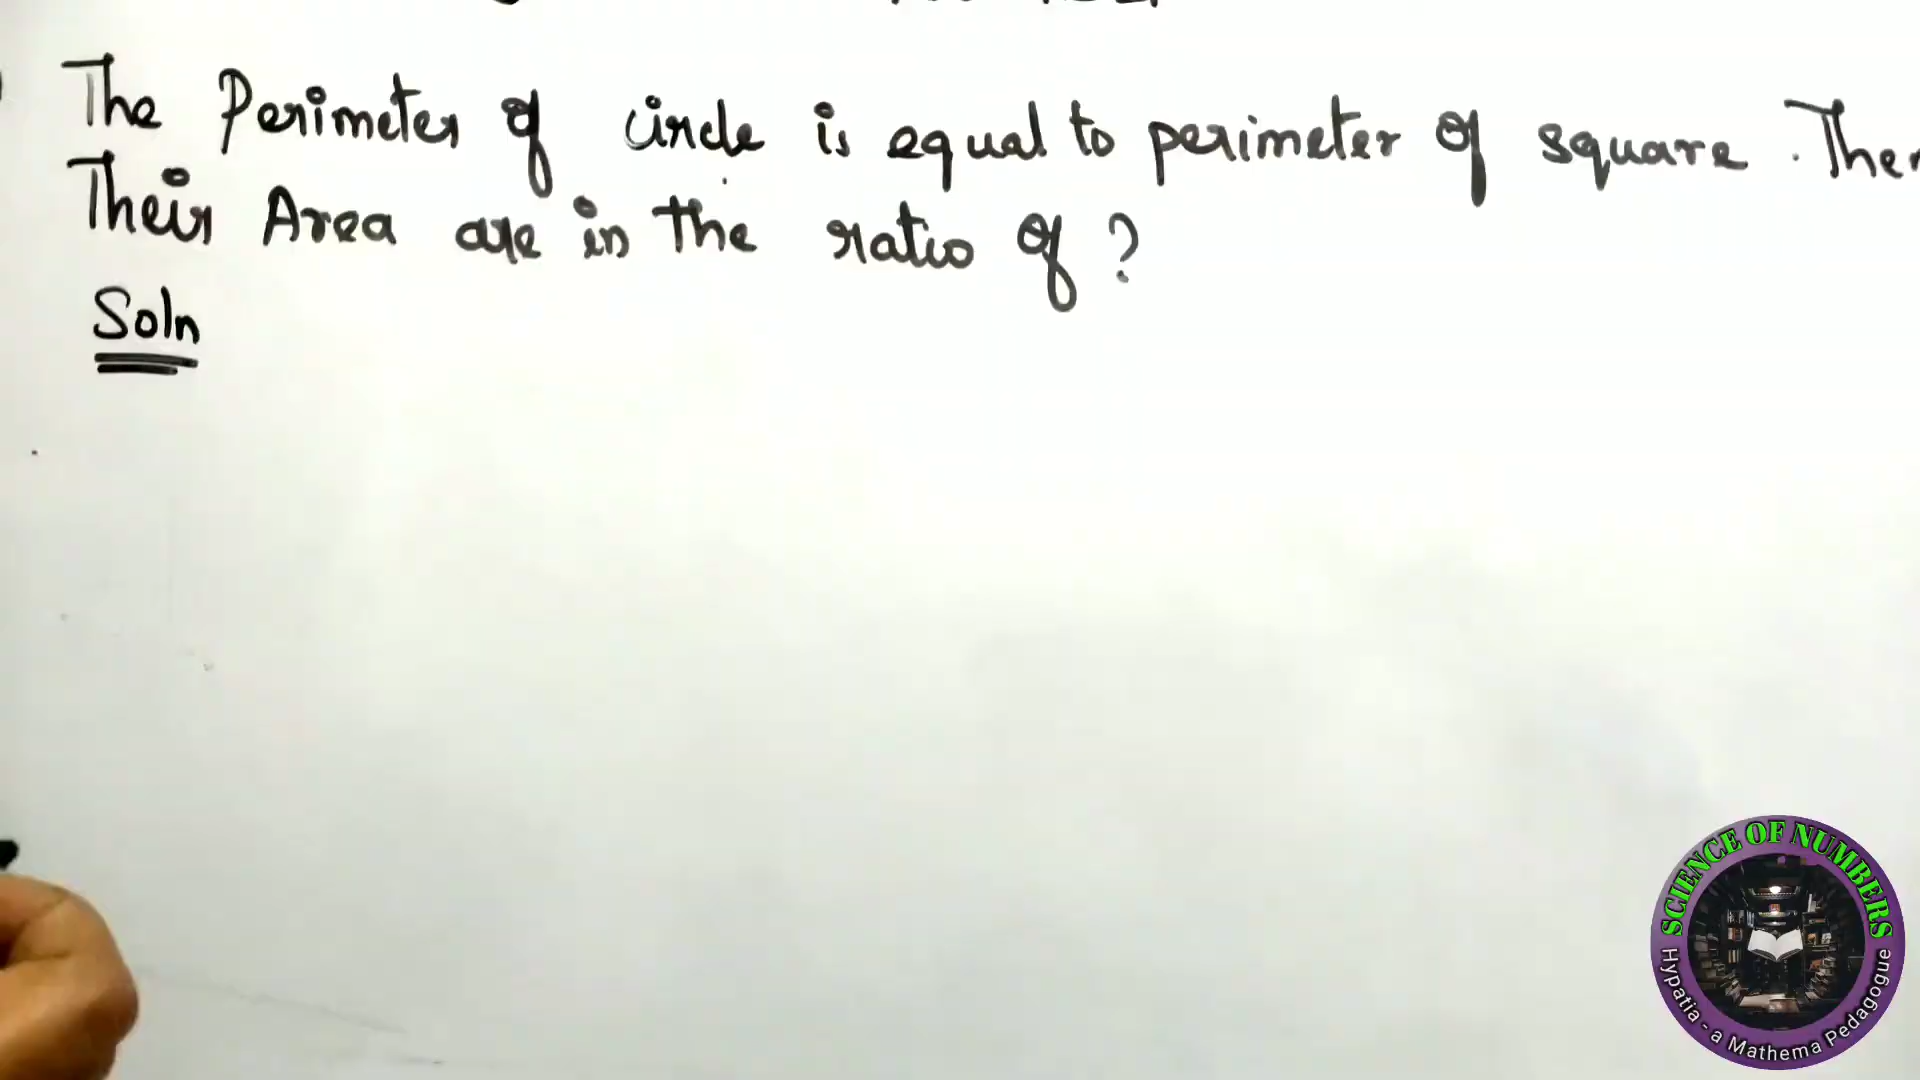 The Perimeter of circle is equal to perimeter of square. Then
Their Area are in the ratio of ?
Soln
SCIENCE OF NUMBERS
Hypatia - a Mathema Pedagogue